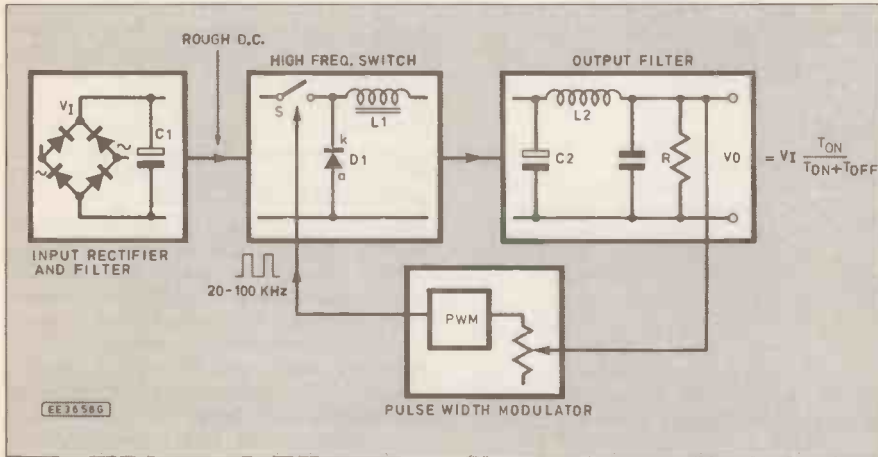 ROUGH D.C.
HIGH FREQ. SWITCH
OUTPUT FILTER
VI
C1
S
L1
k
D1
a
L2
C2
R
VO
= VI TON
TON+TOFF
INPUT RECTIFIER
AND FILTER
20-100 KHz
PWM
EE3658G
PULSE WIDTH MODULATOR